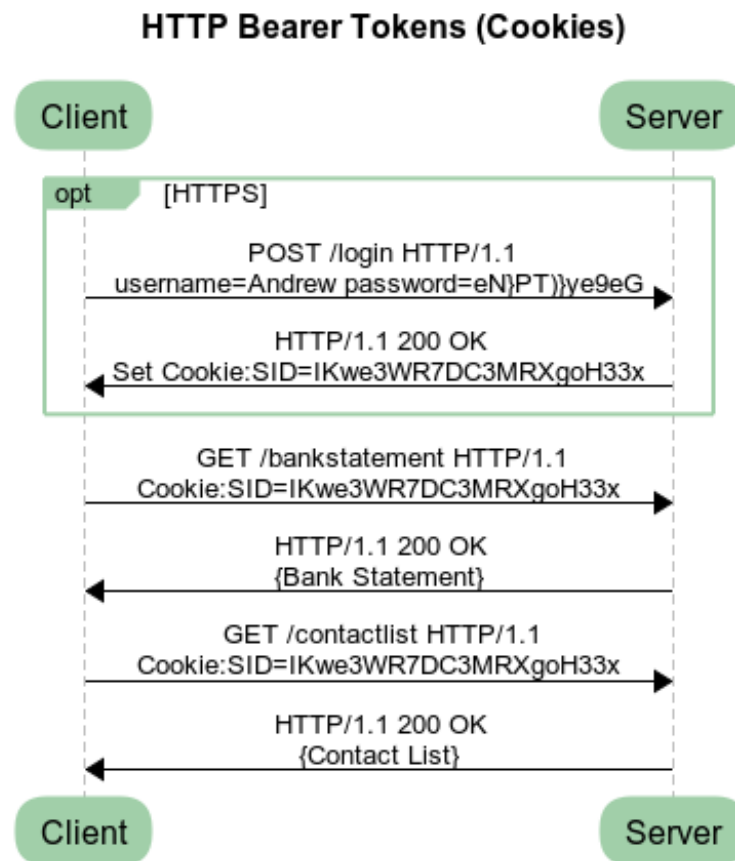 HTTP Bearer Tokens (Cookies)
Client
Server
opt
[HTTPS]
POST /login HTTP/1.1
username=Andrew password=eN}PT)}ye9eG
HTTP/1.1 200 OK
Set Cookie:SID=IKwe3WR7DC3MRXgoH33x
GET /bankstatement HTTP/1.1
Cookie:SID=IKwe3WR7DC3MRXgoH33x
HTTP/1.1 200 OK
{Bank Statement}
GET /contactlist HTTP/1.1
Cookie:SID=IKwe3WR7DC3MRXgoH33x
HTTP/1.1 200 OK
{Contact List}
Client
Server